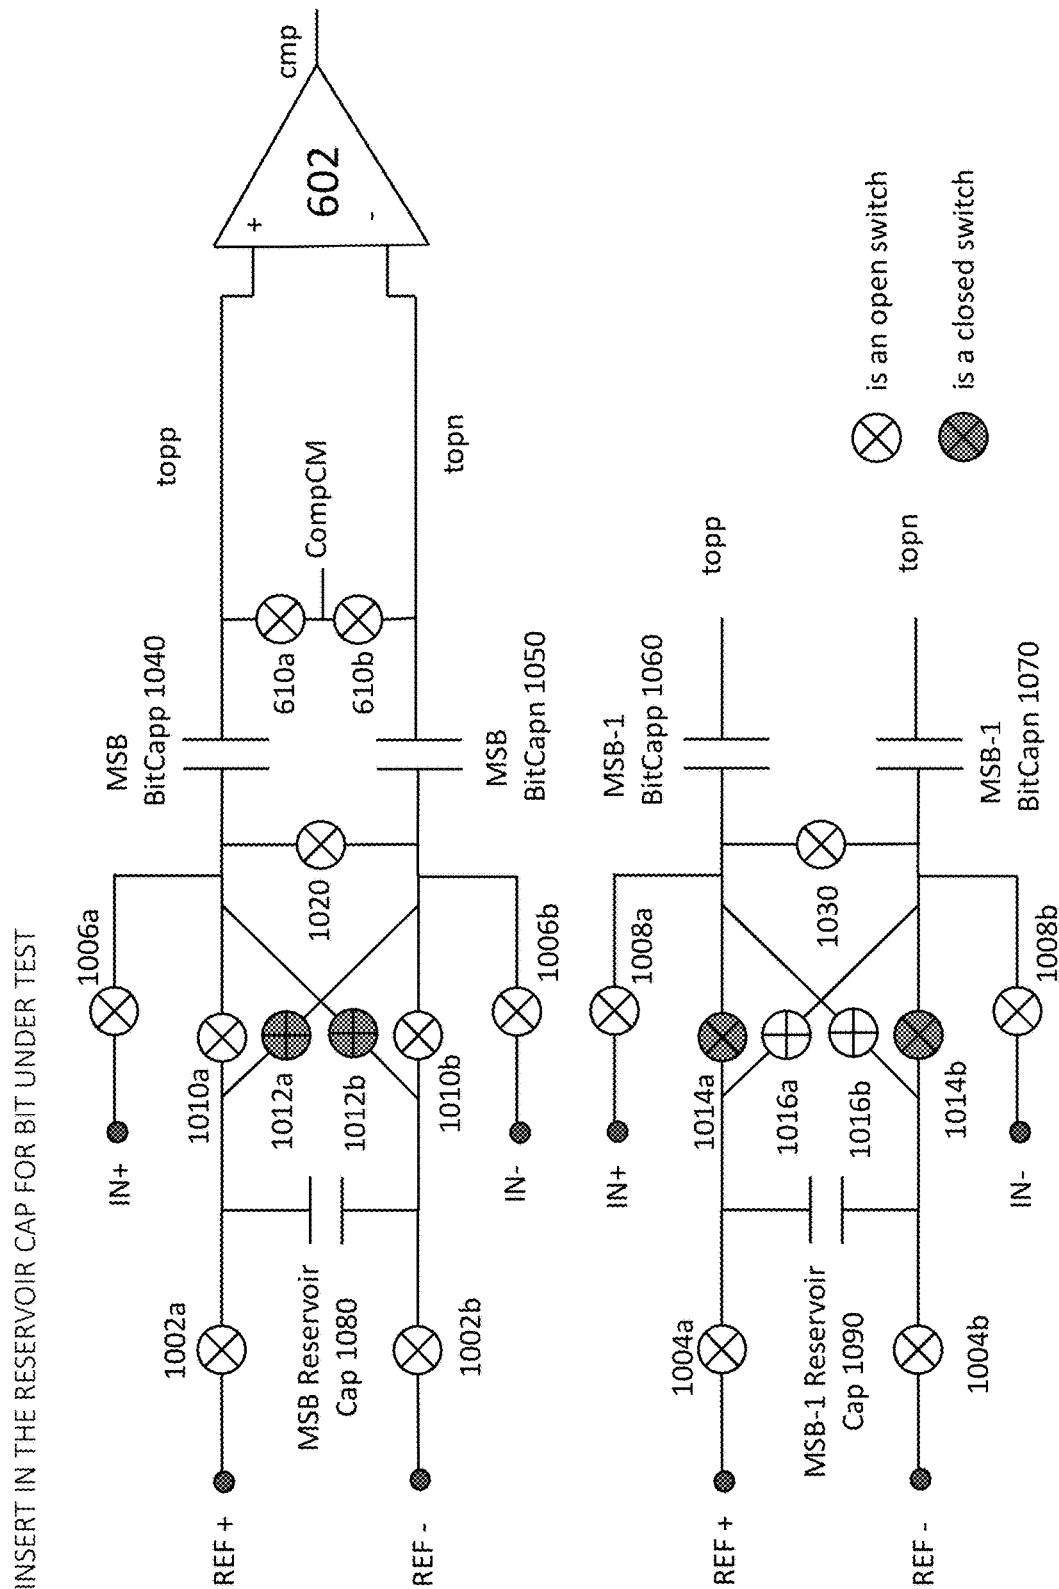 INSERT IN THE RESERVOIR CAP FOR BIT UNDER TEST
IN+
1006a
REF +
1002a
1010a
MSB
BitCapp 1040
topp
MSB Reservoir
Cap 1080
1012a
1012b
1020
610a
610b
CompCM
+
602
-
cmp
REF -
1002b
1010b
MSB
BitCapn 1050
topn
IN-
1006b
IN+
1008a
REF +
1004a
1014a
MSB-1
BitCapp 1060
topp
MSB-1 Reservoir
Cap 1090
1016a
1016b
1030
REF -
1004b
1014b
MSB-1
BitCapn 1070
topn
IN-
1008b
is an open switch
is a closed switch